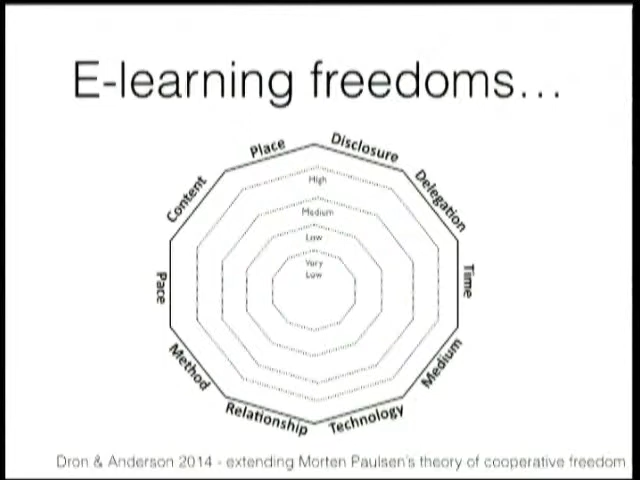 E-learning freedoms...
Place
Disclosure
Delegation
Time
Medium
Technology
Relationship
Method
Pace
Content
High
Medium
Low
Very
Low
Dron & Anderson 2014 - extending Morten Paulsen's theory of cooperative freedom